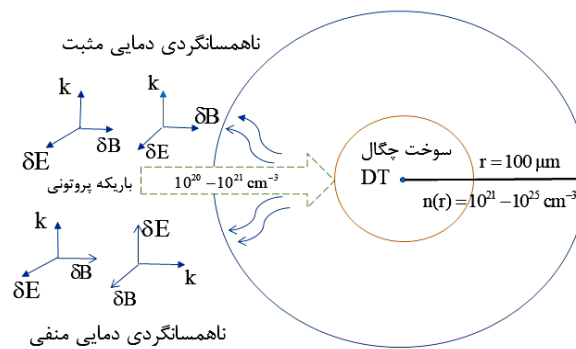 ناهمسانگردی دمایی مثبت
k
k
δB
δB
δE
δE
سوخت چگال
DT
r = 100 μm
n(r) = 10²¹ – 10²⁵ cm⁻³
باریکه پروتونی
10²⁰ – 10²¹ cm⁻³
k
δE
δB
k
δE
δB
ناهمسانگردی دمایی منفی